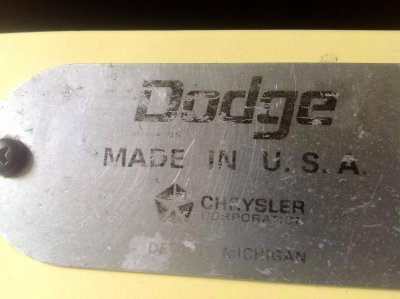 Dodge
MADE IN U.S.A.
CHRYSLER
CORPORATION
MICHIGAN